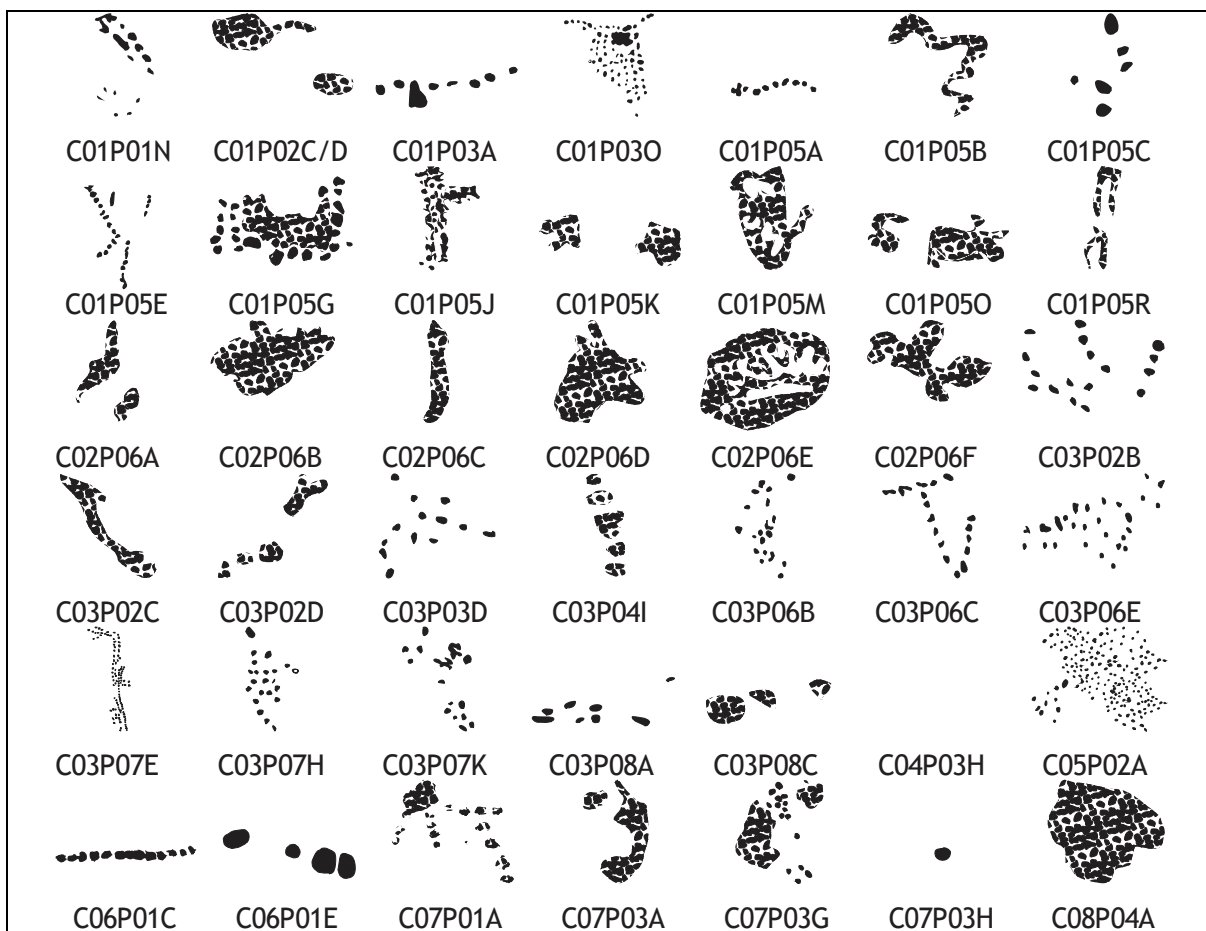 C01P01N C01P02C/D C01P03A C01P03O C01P05A C01P05B C01P05C
C01P05E C01P05G C01P05J C01P05K C01P05M C01P05O C01P05R
C02P06A C02P06B C02P06C C02P06D C02P06E C02P06F C03P02B
C03P02C C03P02D C03P03D C03P04I C03P06B C03P06C C03P06E
C03P07E C03P07H C03P07K C03P08A C03P08C C04P03H C05P02A
C06P01C C06P01E C07P01A C07P03A C07P03G C07P03H C08P04A